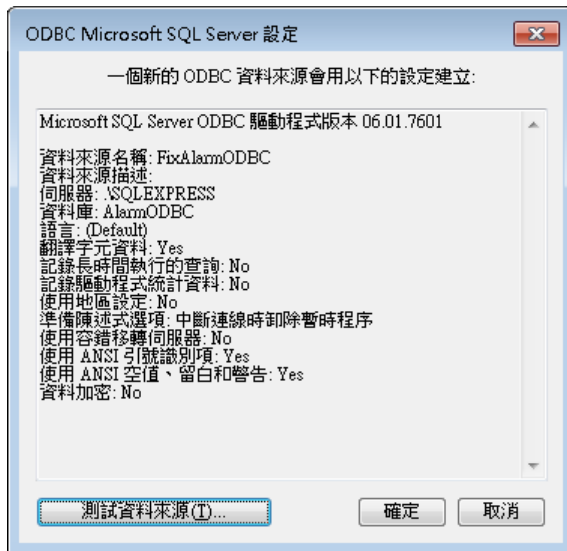 ODBC Microsoft SQL Server 設定
一個新的 ODBC 資料來源會用以下的設定建立:
Microsoft SQL Server ODBC 驅動程式版本 06.01.7601
資料來源名稱: FixAlarmODBC
資料來源描述:
伺服器: .\SQLEXPRESS
資料庫: AlarmODBC
語言: (Default)
翻譯字元資料: Yes
記錄長時間執行的查詢: No
記錄驅動程式統計資料: No
使用地區設定: No
準備陳述式選項: 中斷連線時卸除暫時程序
使用容錯移轉伺服器: No
使用 ANSI 引號識別項: Yes
使用 ANSI 空值、留白和警告: Yes
資料加密: No
測試資料來源(T)...
確定
取消